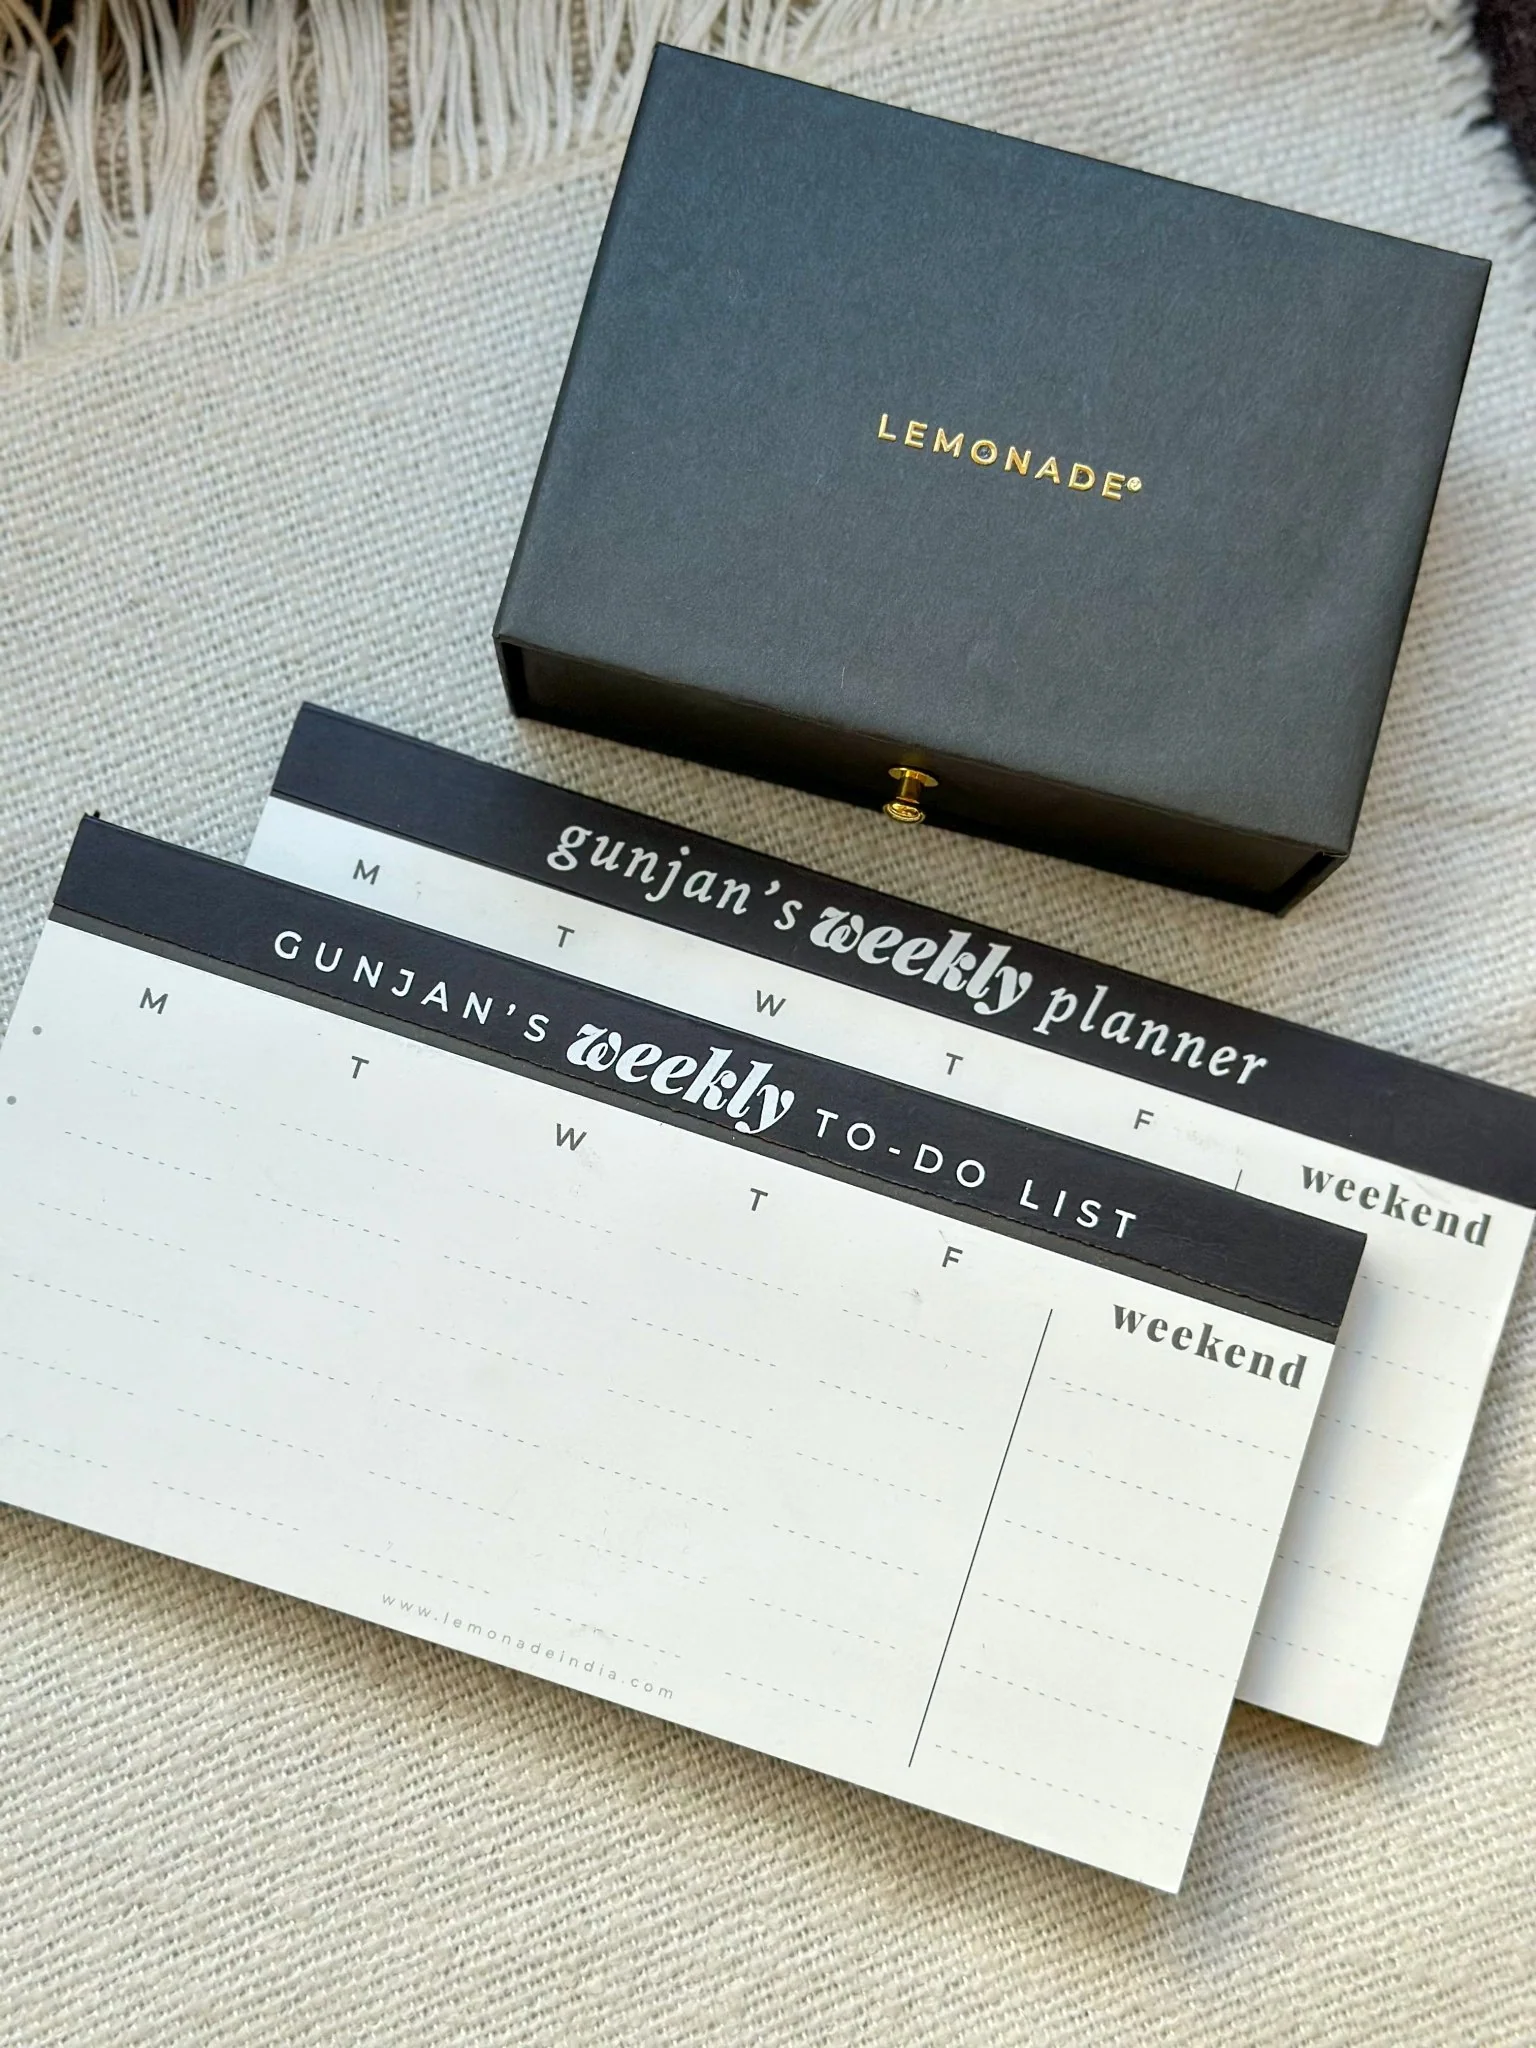 LEMONADE®
gunjan's weekly planner
M T W T F weekend
GUNJAN'S weekly TO-DO LIST
M T W T F weekend
www.lemonadeindia.com